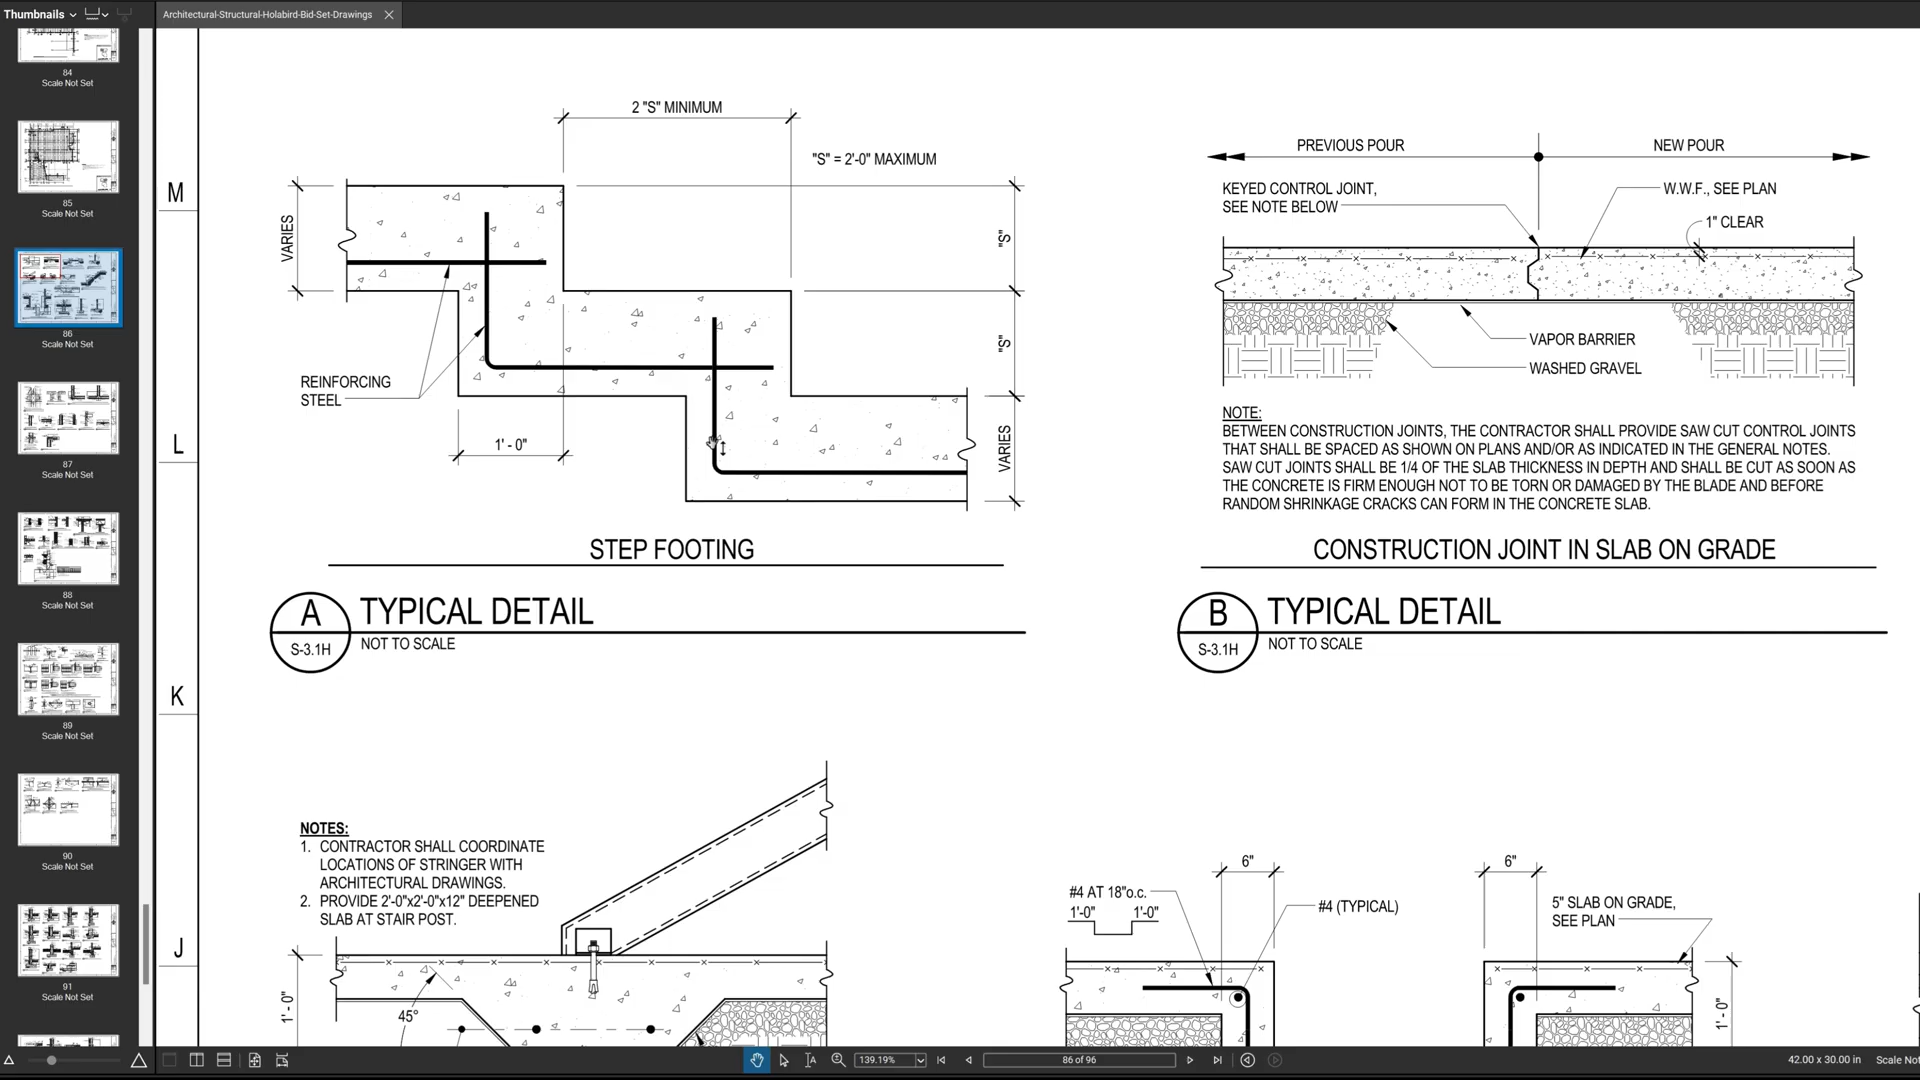 Thumbnails
Architectural-Structural-Holabird-Bid-Set-Drawings
84
Scale Not Set
85
Scale Not Set
86
Scale Not Set
87
Scale Not Set
88
Scale Not Set
89
Scale Not Set
90
Scale Not Set
91
Scale Not Set
M
L
K
J
2 "S" MINIMUM
"S" = 2'-0" MAXIMUM
VARIES
"S"
"S"
VARIES
REINFORCING
STEEL
1' - 0"
STEP FOOTING
A
S-3.1H
TYPICAL DETAIL
NOT TO SCALE
PREVIOUS POUR
NEW POUR
KEYED CONTROL JOINT,
SEE NOTE BELOW
W.W.F., SEE PLAN
1" CLEAR
VAPOR BARRIER
WASHED GRAVEL
NOTE:
BETWEEN CONSTRUCTION JOINTS, THE CONTRACTOR SHALL PROVIDE SAW CUT CONTROL JOINTS
THAT SHALL BE SPACED AS SHOWN ON PLANS AND/OR AS INDICATED IN THE GENERAL NOTES.
SAW CUT JOINTS SHALL BE 1/4 OF THE SLAB THICKNESS IN DEPTH AND SHALL BE CUT AS SOON AS
THE CONCRETE IS FIRM ENOUGH NOT TO BE TORN OR DAMAGED BY THE BLADE AND BEFORE
RANDOM SHRINKAGE CRACKS CAN FORM IN THE CONCRETE SLAB.
CONSTRUCTION JOINT IN SLAB ON GRADE
B
S-3.1H
TYPICAL DETAIL
NOT TO SCALE
NOTES:
1. CONTRACTOR SHALL COORDINATE
LOCATIONS OF STRINGER WITH
ARCHITECTURAL DRAWINGS.
2. PROVIDE 2'-0"x2'-0"x12" DEEPENED
SLAB AT STAIR POST.
1' - 0"
45°
6"
#4 AT 18"o.c.
1'-0" 1'-0"
#4 (TYPICAL)
6"
5" SLAB ON GRADE,
SEE PLAN
1' - 0"
139.19%
86 of 96
42.00 x 30.00 in
Scale Not